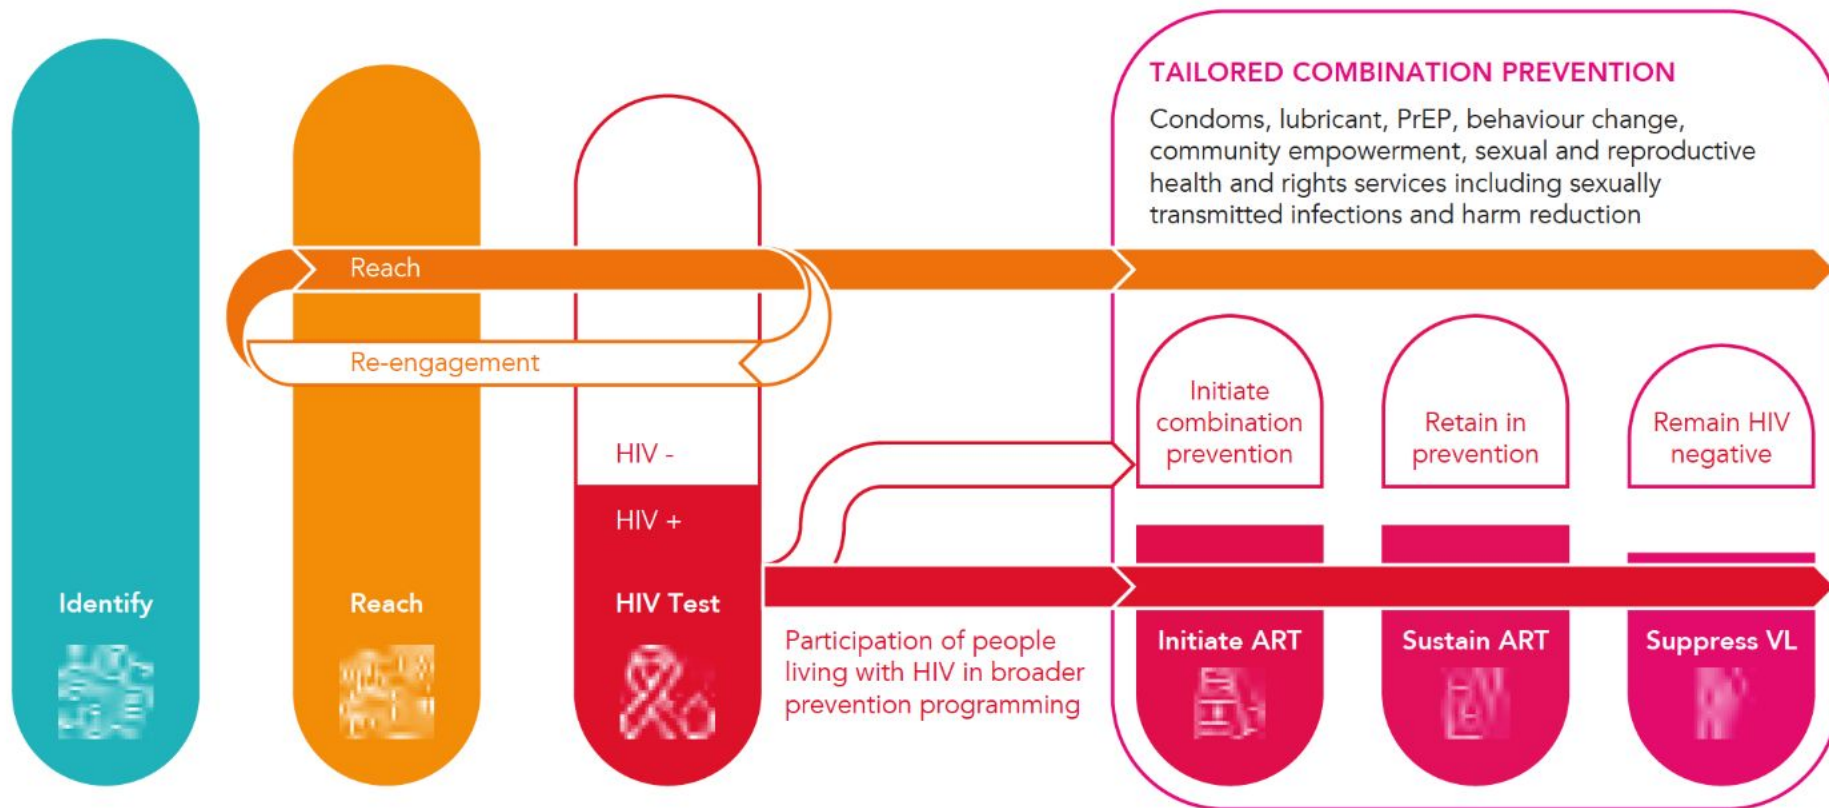 TAILORED COMBINATION PREVENTION
Condoms, lubricant, PrEP, behaviour change,
community empowerment, sexual and reproductive
health and rights services including sexually
transmitted infections and harm reduction
Reach
Re-engagement
HIV -
HIV +
Identify
Reach
HIV Test
Participation of people
living with HIV in broader
prevention programming
Initiate
combination
prevention
Retain in
prevention
Remain HIV
negative
Initiate ART
Sustain ART
Suppress VL